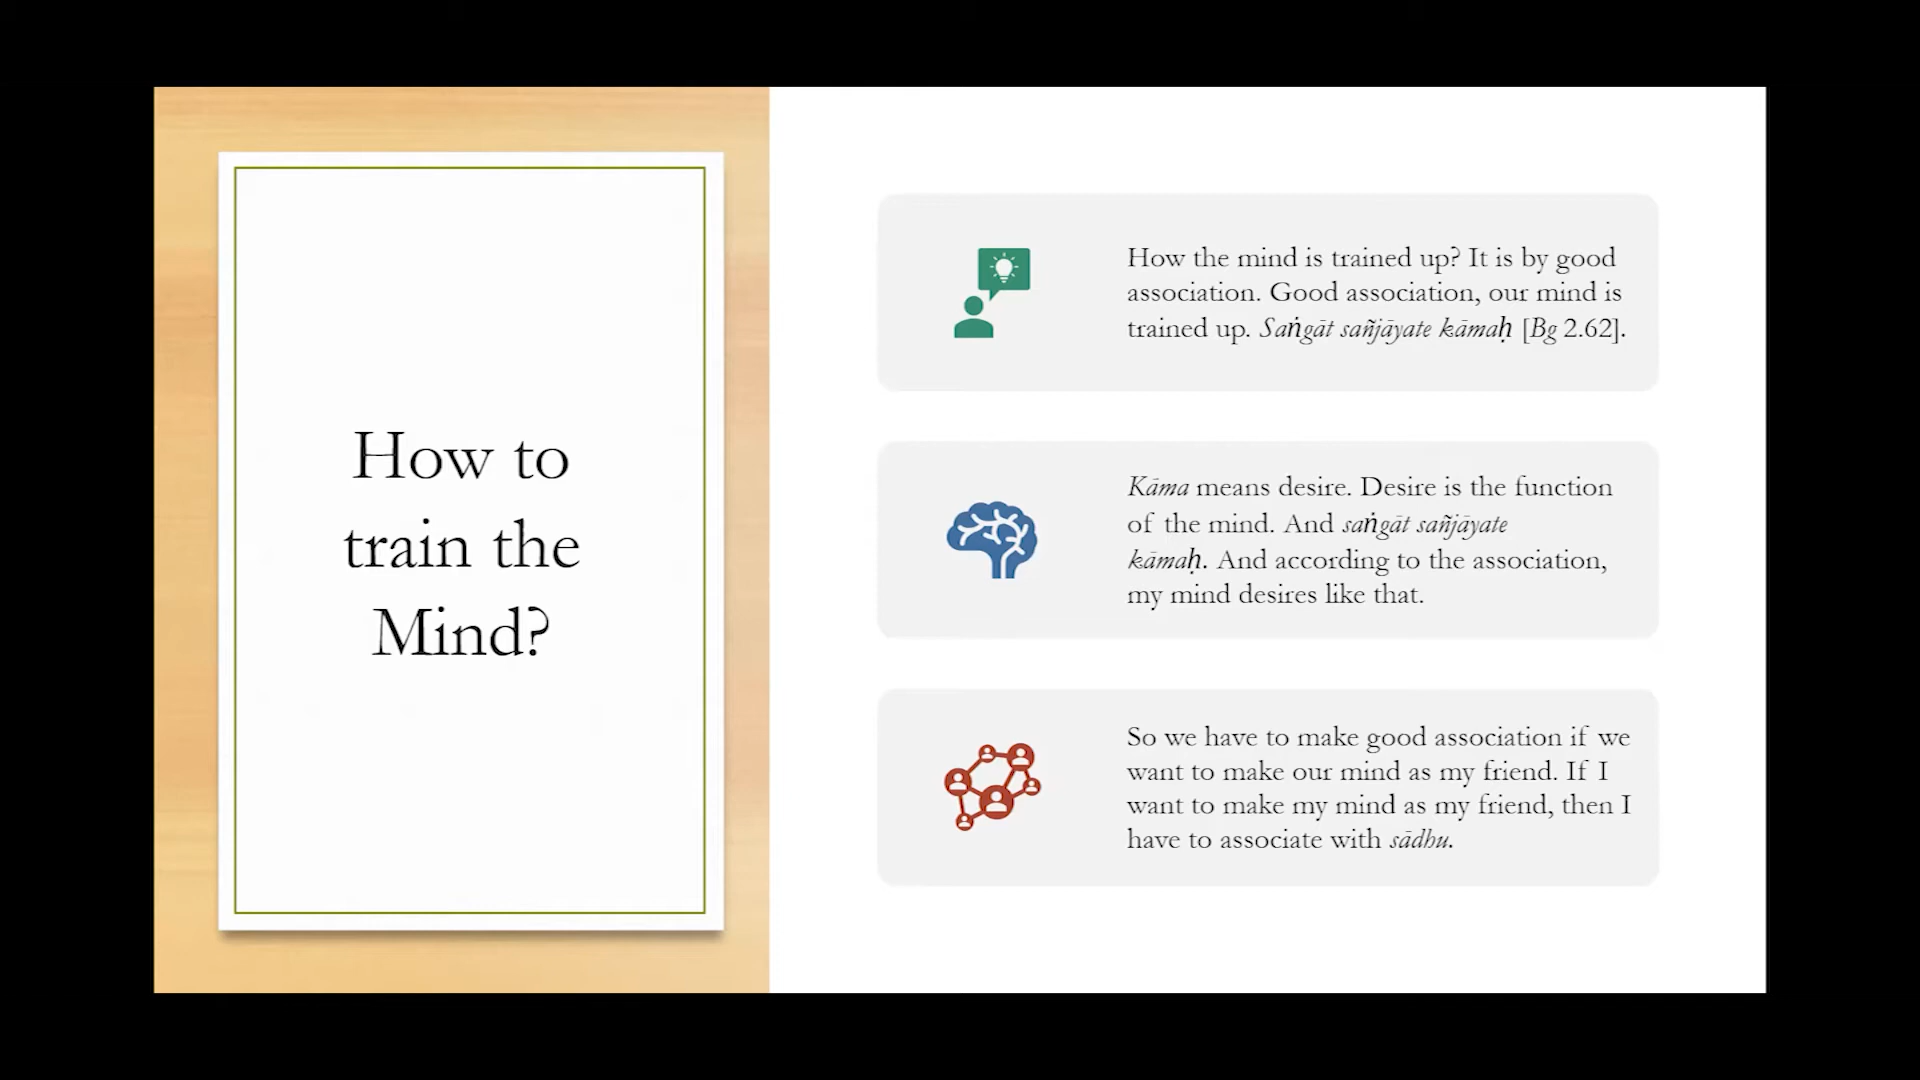 How to
train the
Mind?
How the mind is trained up? It is by good
association. Good association, our mind is
trained up. Saṅgāt sañjāyate kāmaḥ [Bg 2.62].
Kāma means desire. Desire is the function
of the mind. And saṅgāt sañjāyate
kāmaḥ. And according to the association,
my mind desires like that.
So we have to make good association if we
want to make our mind as my friend. If I
want to make my mind as my friend, then I
have to associate with sādhu.